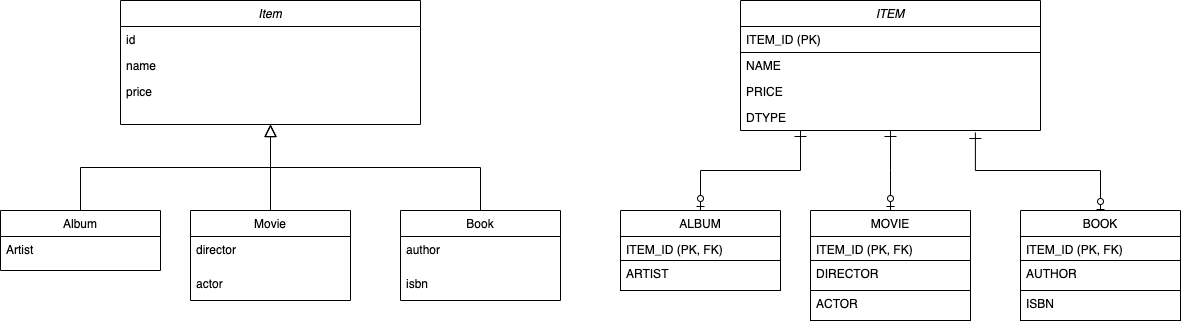 Item
id
name
price
Album
Artist
Movie
director
actor
Book
author
isbn
ITEM
ITEM_ID (PK)
NAME
PRICE
DTYPE
ALBUM
ITEM_ID (PK, FK)
ARTIST
MOVIE
ITEM_ID (PK, FK)
DIRECTOR
ACTOR
BOOK
ITEM_ID (PK, FK)
AUTHOR
ISBN